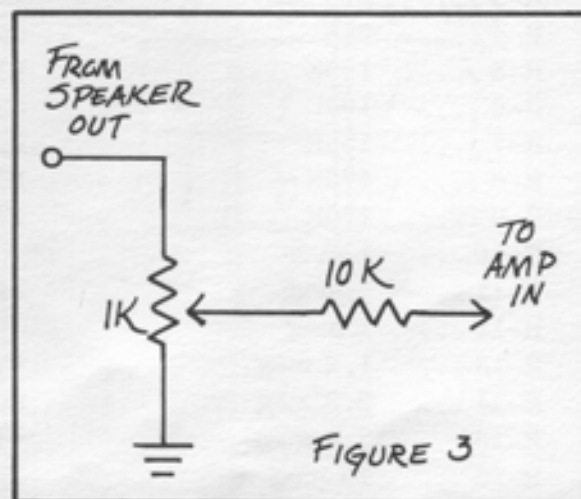 FROM
SPEAKER
OUT
1K
10K
TO
AMP
IN
FIGURE 3